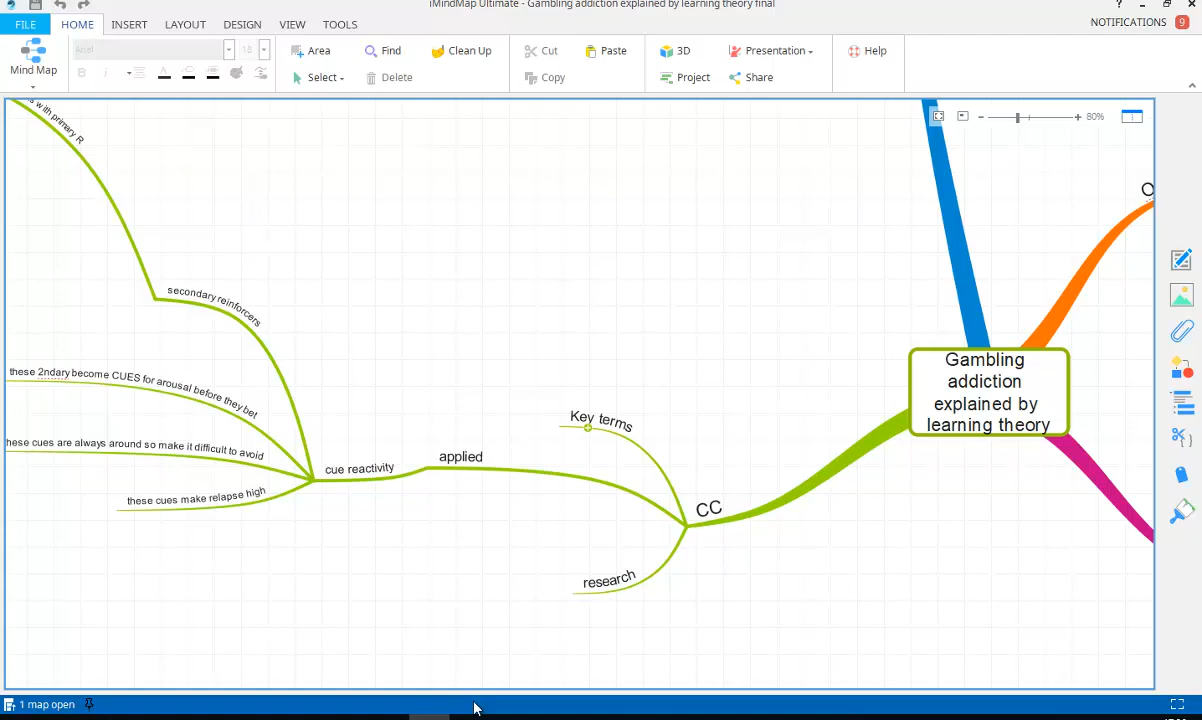 iMindMap Ultimate - Gambling addiction explained by learning theory final
FILE HOME INSERT LAYOUT DESIGN VIEW TOOLS
NOTIFICATIONS 9
Mind Map
Arial 18
B i
Area Find Clean Up Cut Paste 3D Presentation Help
Select Delete Copy Project Share
80%
with primary R
secondary reinforcers
these 2ndary become CUES for arousal before they bet
hese cues are always around so make it difficult to avoid
these cues make relapse high
cue reactivity
applied
Key terms
CC
research
Gambling
addiction
explained by
learning theory
O
1 map open